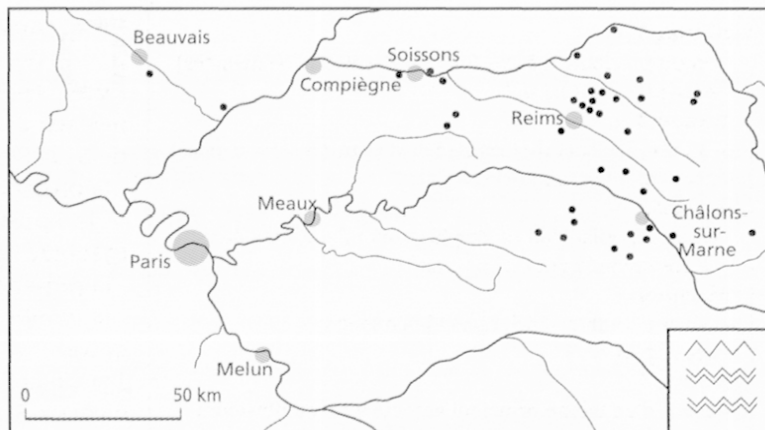 Beauvais
Soissons
Compiègne
Reims
Meaux
Châlons-
sur-
Marne
Paris
Melun
0 50 km